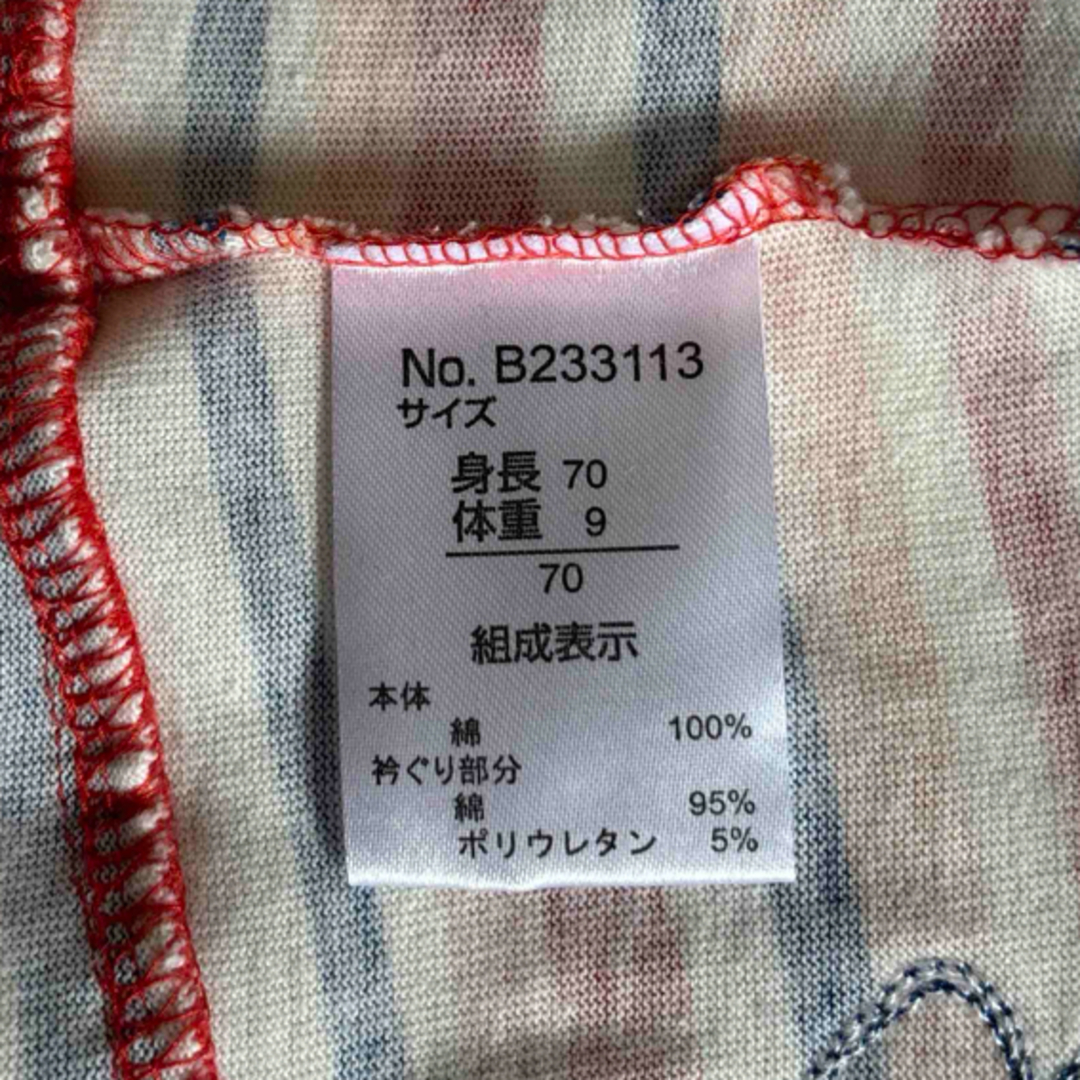 No. B233113
サイズ
身長 70
体重 9
70
組成表示
本体
綿 100%
衿ぐり部分
綿 95%
ポリウレタン 5%